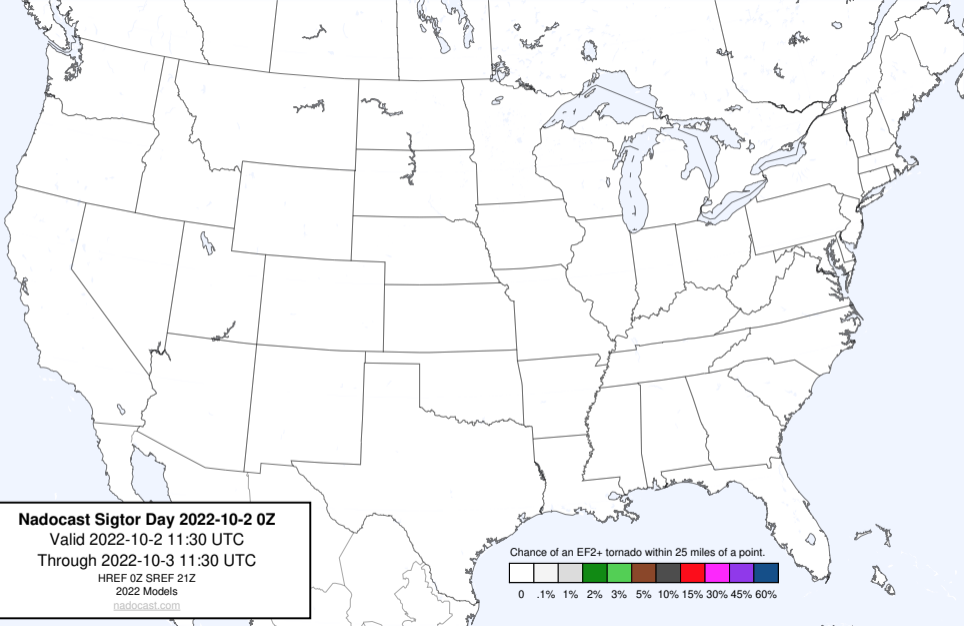 Nadocast Sigtor Day 2022-10-2 0Z
Valid 2022-10-2 11:30 UTC
Through 2022-10-3 11:30 UTC
HREF 0Z SREF 21Z
2022 Models
nadocast.com
Chance of an EF2+ tornado within 25 miles of a point.
0 .1% 1% 2% 3% 5% 10% 15% 30% 45% 60%